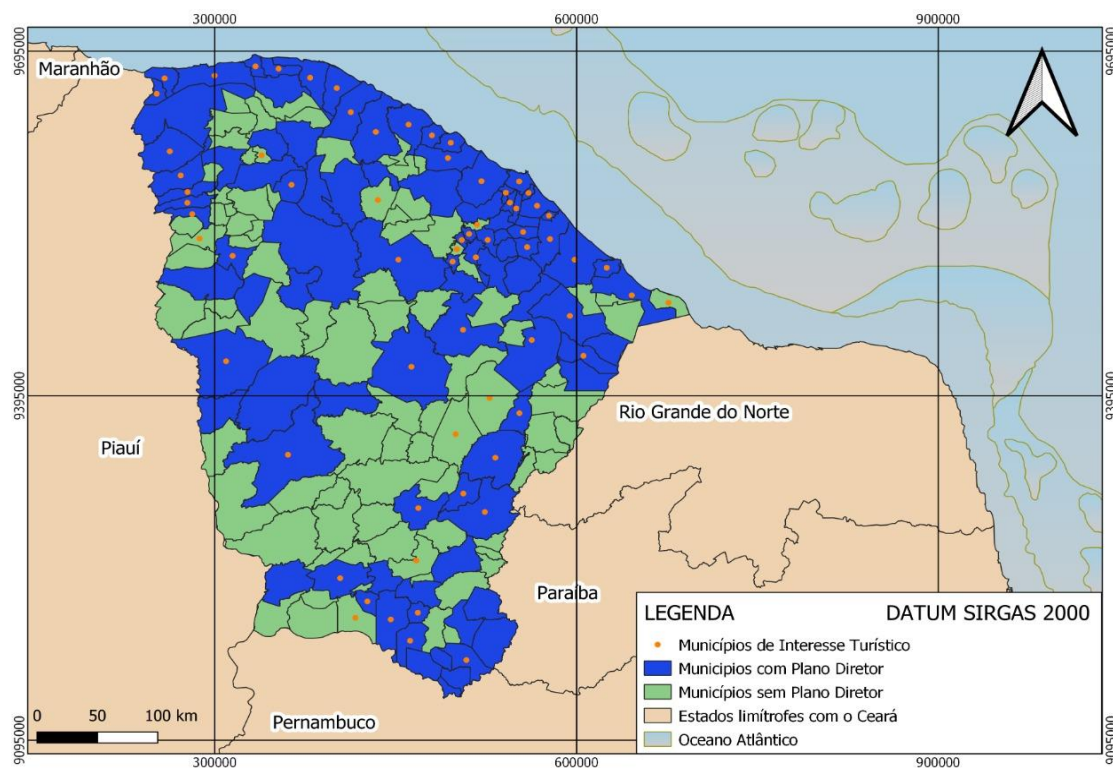 300000
600000
900000
9695000
9695000
Maranhão
9395000
9395000
Rio Grande do Norte
Piauí
Paraíba
LEGENDA
DATUM SIRGAS 2000
Municípios de Interesse Turístico
Municipios com Plano Diretor
Municípios sem Plano Diretor
Estados limítrofes com o Ceará
Oceano Atlântico
Pernambuco
0
50
100 km
9095000
9095000
300000
600000
900000